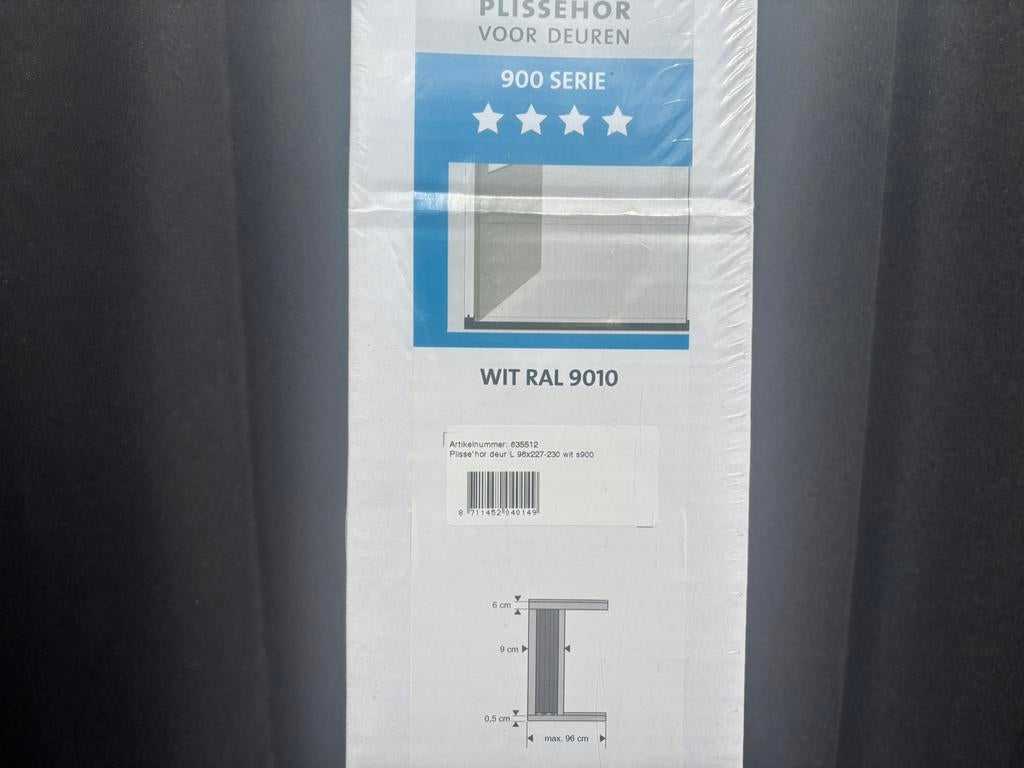 PLISSÉHOR
VOOR DEUREN
900 SERIE
WIT RAL 9010
Artikelnummer: 635512
Plisse'hor deur L 96x227-230 wit s900
8 711452 040149
6 cm
9 cm
0,5 cm
max. 96 cm